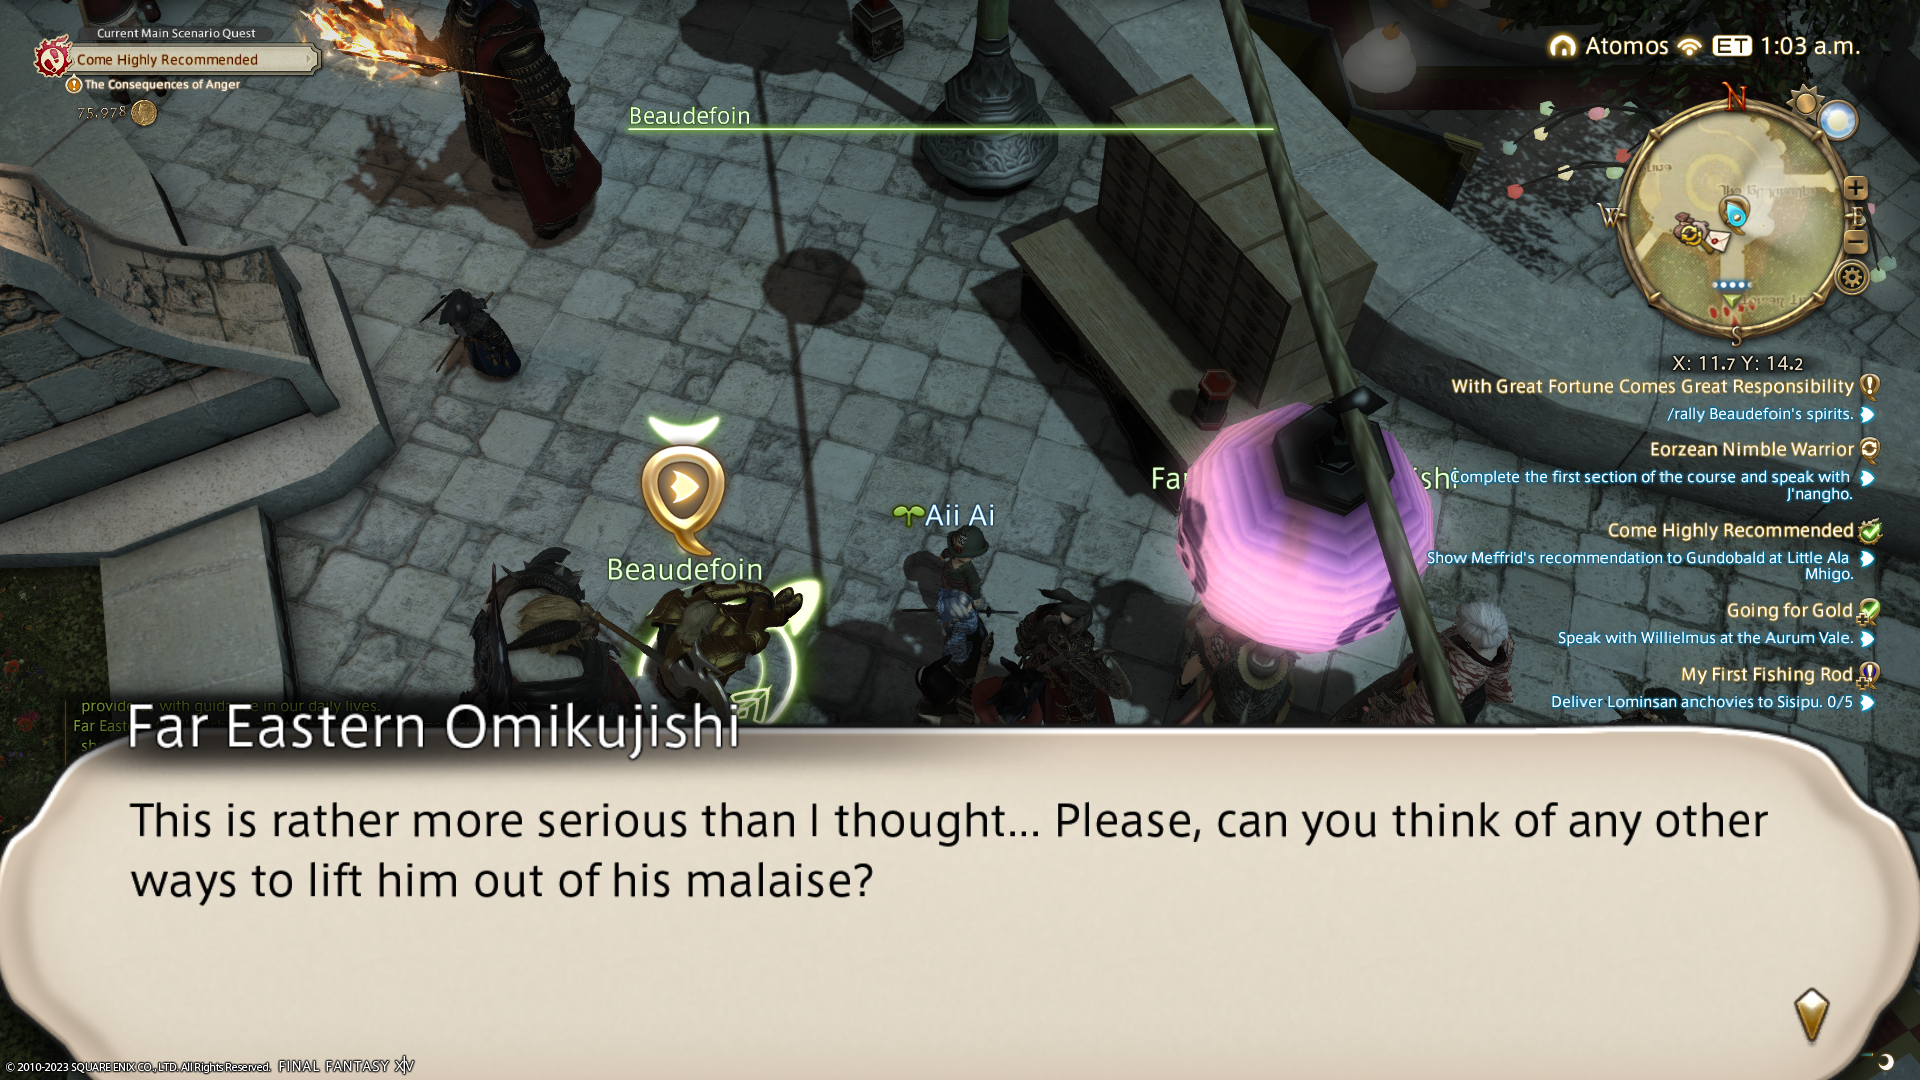 Current Main Scenario Quest
Come Highly Recommended
The Consequences of Anger
75,978
Beaudefoin
Atomos ET 1:03 a.m.
N
W
E
S
X: 11.7 Y: 14.2
With Great Fortune Comes Great Responsibility
/rally Beaudefoin's spirits.
Eorzean Nimble Warrior
Complete the first section of the course and speak with
J'nangho.
Come Highly Recommended
Show Meffrid's recommendation to Gundobald at Little Ala
Mhigo.
Going for Gold
Speak with Willielmus at the Aurum Vale.
My First Fishing Rod
Deliver Lominsan anchovies to Sisipu. 0/5
Aii Ai
Beaudefoin
in our daily lives.
Far Eastern Omikujishi
This is rather more serious than I thought... Please, can you think of any other
ways to lift him out of his malaise?
© 2010-2023 SQUARE ENIX CO., LTD. All Rights Reserved. FINAL FANTASY XIV